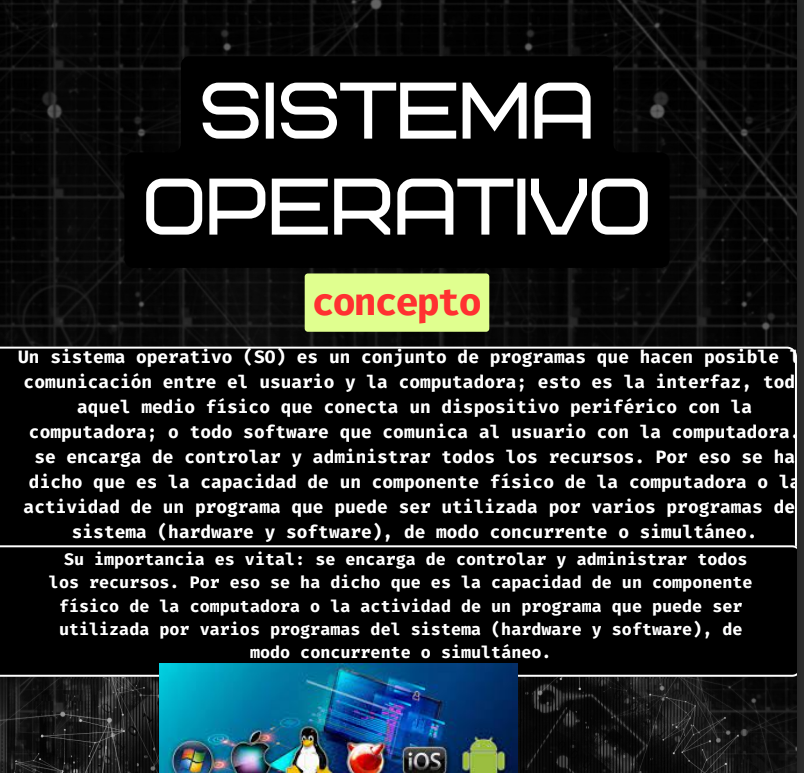 SISTEMA
OPERATIVO
concepto
Un sistema operativo (SO) es un conjunto de programas que hacen posible
comunicación entre el usuario y la computadora; esto es la interfaz, tod
aquel medio físico que conecta un dispositivo periférico con la
computadora; o todo software que comunica al usuario con la computadora.
se encarga de controlar y administrar todos los recursos. Por eso se ha
dicho que es la capacidad de un componente físico de la computadora o la
actividad de un programa que puede ser utilizada por varios programas de
sistema (hardware y software), de modo concurrente o simultáneo.
Su importancia es vital: se encarga de controlar y administrar todos
los recursos. Por eso se ha dicho que es la capacidad de un componente
físico de la computadora o la actividad de un programa que puede ser
utilizada por varios programas del sistema (hardware y software), de
modo concurrente o simultáneo.
iOS